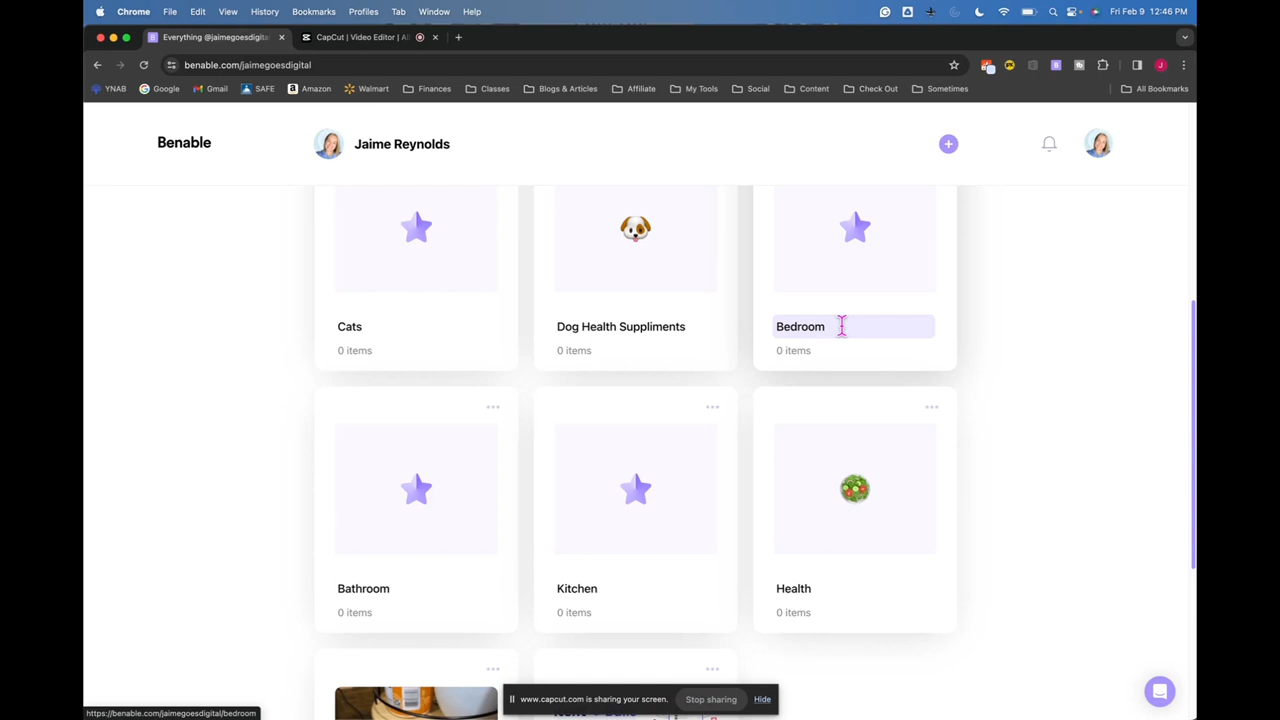 Chrome File Edit View History Bookmarks Profiles Tab Window Help
Fri Feb 9 12:46 PM
Everything @jaimegoesdigital
CapCut | Video Editor | Al
benable.com/jaimegoesdigital
YNAB Google Gmail SAFE Amazon Walmart Finances Classes Blogs & Articles Affiliate My Tools Social Content Check Out Sometimes All Bookmarks
Benable
Jaime Reynolds
Cats
0 items
Dog Health Suppliments
0 items
Bedroom
0 items
Bathroom
0 items
Kitchen
0 items
Health
0 items
www.capcut.com is sharing your screen.
Stop sharing
Hide
https://benable.com/jaimegoesdigital/bedroom